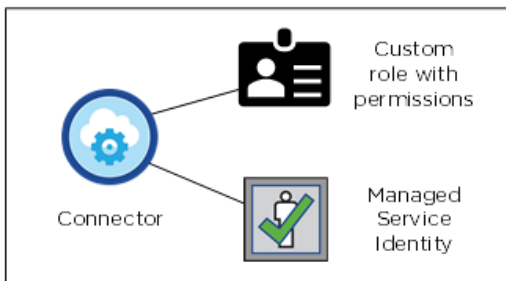 Custom
role with
permissions
Connector
Managed
Service
Identity